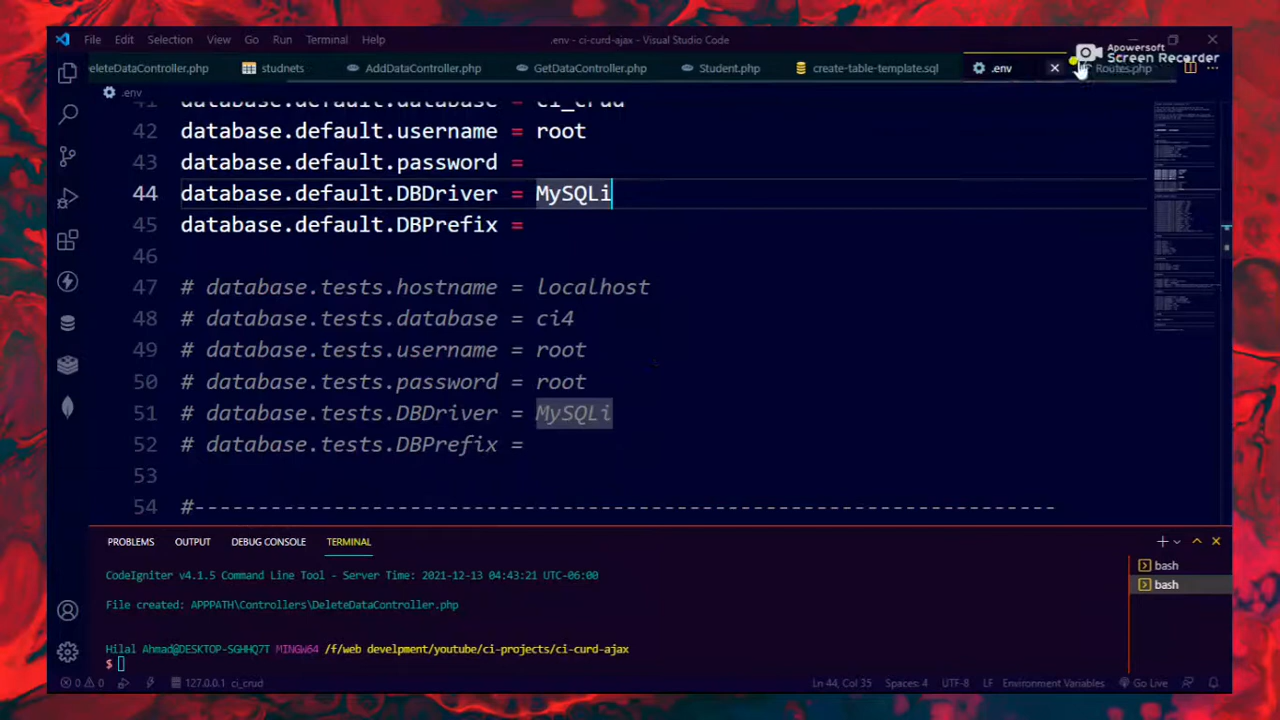 File Edit Selection View Go Run Terminal Help
.env - ci-curd-ajax - Visual Studio Code
Apowersoft
Screen Recorder
eleteDataController.php studnets AddDataController.php GetDataController.php Student.php create-table-template.sql .env Routes.php
.env
41 database.default.database = ci_crud
42 database.default.username = root
43 database.default.password =
44 database.default.DBDriver = MySQLi
45 database.default.DBPrefix =
46
47 # database.tests.hostname = localhost
48 # database.tests.database = ci4
49 # database.tests.username = root
50 # database.tests.password = root
51 # database.tests.DBDriver = MySQLi
52 # database.tests.DBPrefix =
53
54 #--------------------------------------------------------------------
PROBLEMS OUTPUT DEBUG CONSOLE TERMINAL
CodeIgniter v4.1.5 Command Line Tool - Server Time: 2021-12-13 04:43:21 UTC-06:00
File created: APPPATH\Controllers\DeleteDataController.php
Hilal Ahmad@DESKTOP-SGHHQ7T MINGW64 /f/web develpment/youtube/ci-projects/ci-curd-ajax
$
bash
bash
0 0 127.0.0.1 ci_crud Ln 44, Col 35 Spaces: 4 UTF-8 LF Environment Variables Go Live